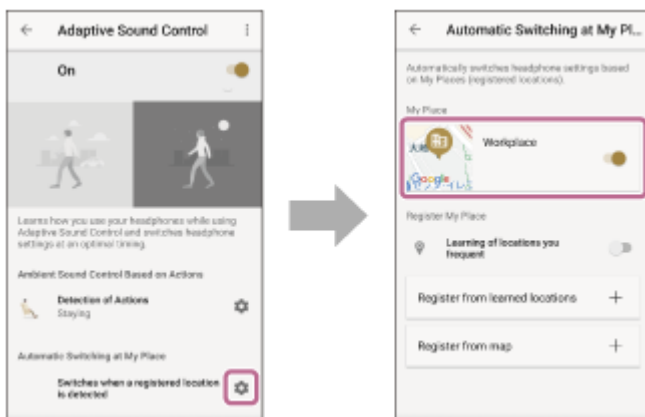 Adaptive Sound Control
On
Learns how you use your headphones while using
Adaptive Sound Control and switches headphone
settings at an optimal timing.
Ambient Sound Control Based on Actions
Detection of Actions
Staying
Automatic Switching at My Place
Switches when a registered location
is detected
Automatic Switching at My Pl...
Automatically switches headphone settings based
on My Places (registered locations).
My Place
Workplace
Google
Register My Place
Learning of locations you
frequent
Register from learned locations
Register from map